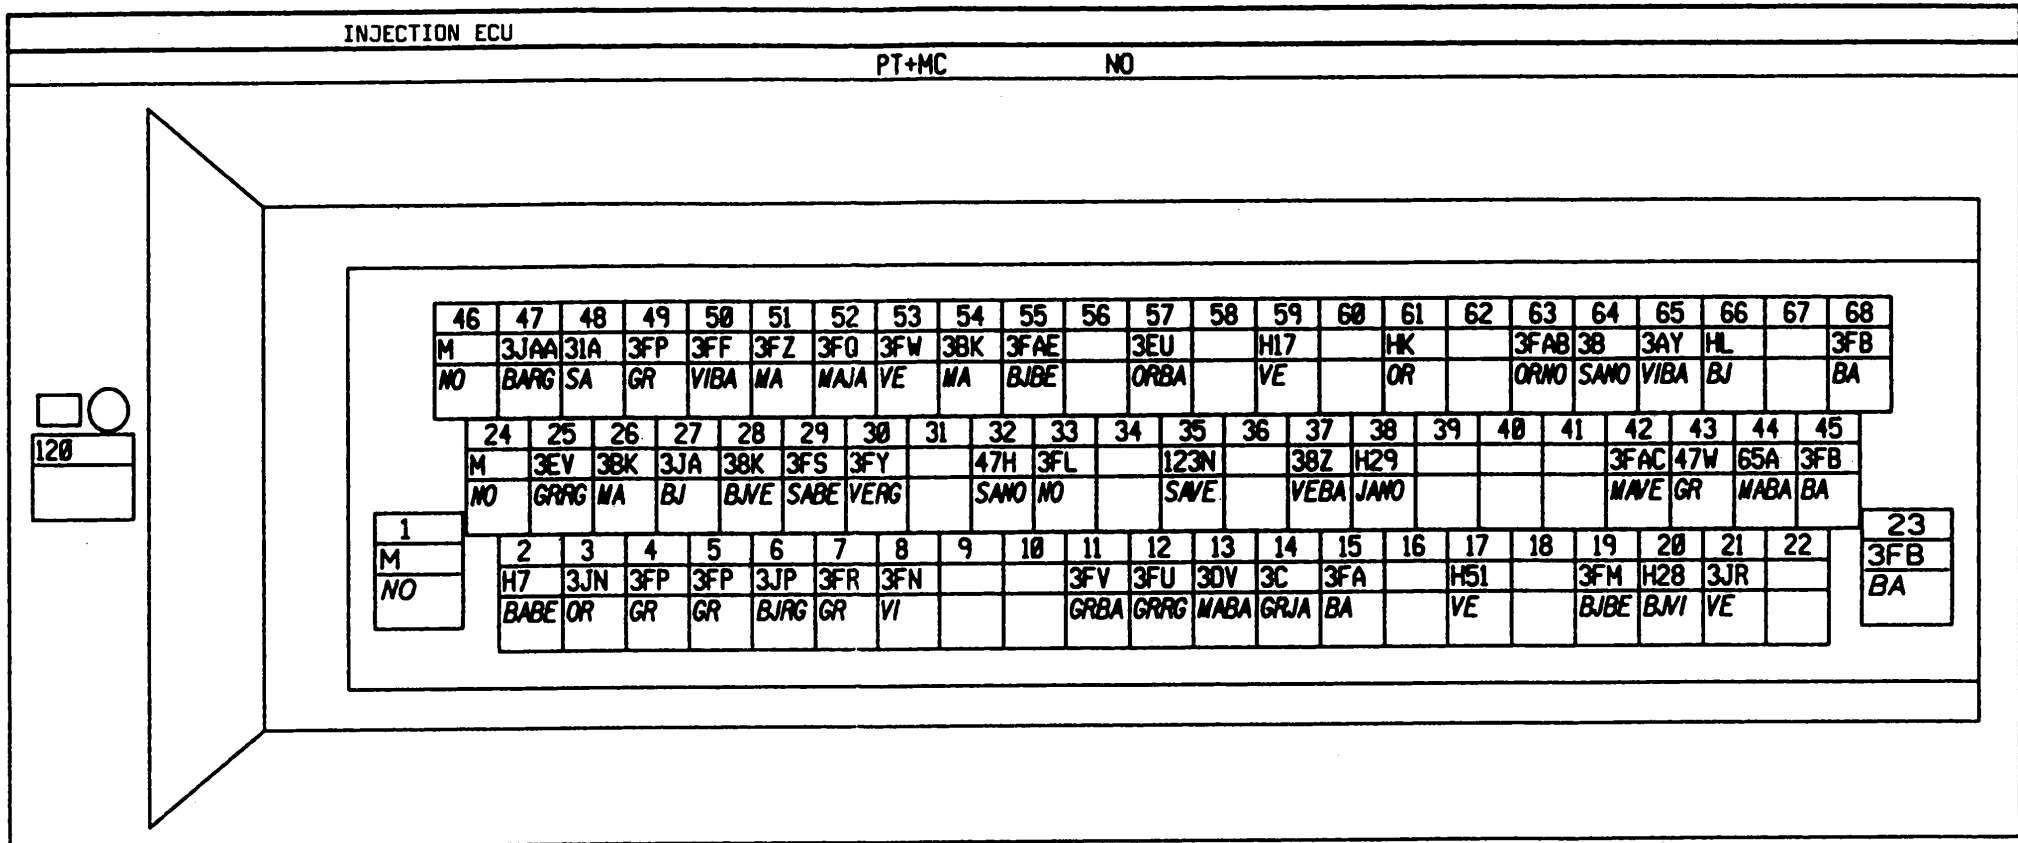 INJECTION ECU
PT+MC NO
46 47 48 49 50 51 52 53 54 55 56 57 58 59 60 61 62 63 64 65 66 67 68
M 3JAA 31A 3FP 3FF 3FZ 3FQ 3FW 3BK 3FAE 3EU H17 HK 3FAB 3B 3AY HL 3FB
NO BARG SA GR VIBA MA MAJA VE MA BJBE ORBA VE OR ORNO SANO VIBA BJ BA
120
24 25 26 27 28 29 30 31 32 33 34 35 36 37 38 39 40 41 42 43 44 45
M 3EV 3BK 3JA 38K 3FS 3FY 47H 3FL 123N 38Z H29 3FAC 47W 65A 3FB
NO GRRG MA BJ BJVE SABE VERG SANO NO SAVE VEBA JANO MAVE GR MABA BA
1
M
NO
2 3 4 5 6 7 8 9 10 11 12 13 14 15 16 17 18 19 20 21 22
H7 3JN 3FP 3FP 3JP 3FR 3FN 3FV 3FU 3DV 3C 3FA H51 3FM H28 3JR
BABE OR GR GR BJRG GR VI GRBA GRRG MABA GRJA BA VE BJBE BJVI VE
23
3FB
BA